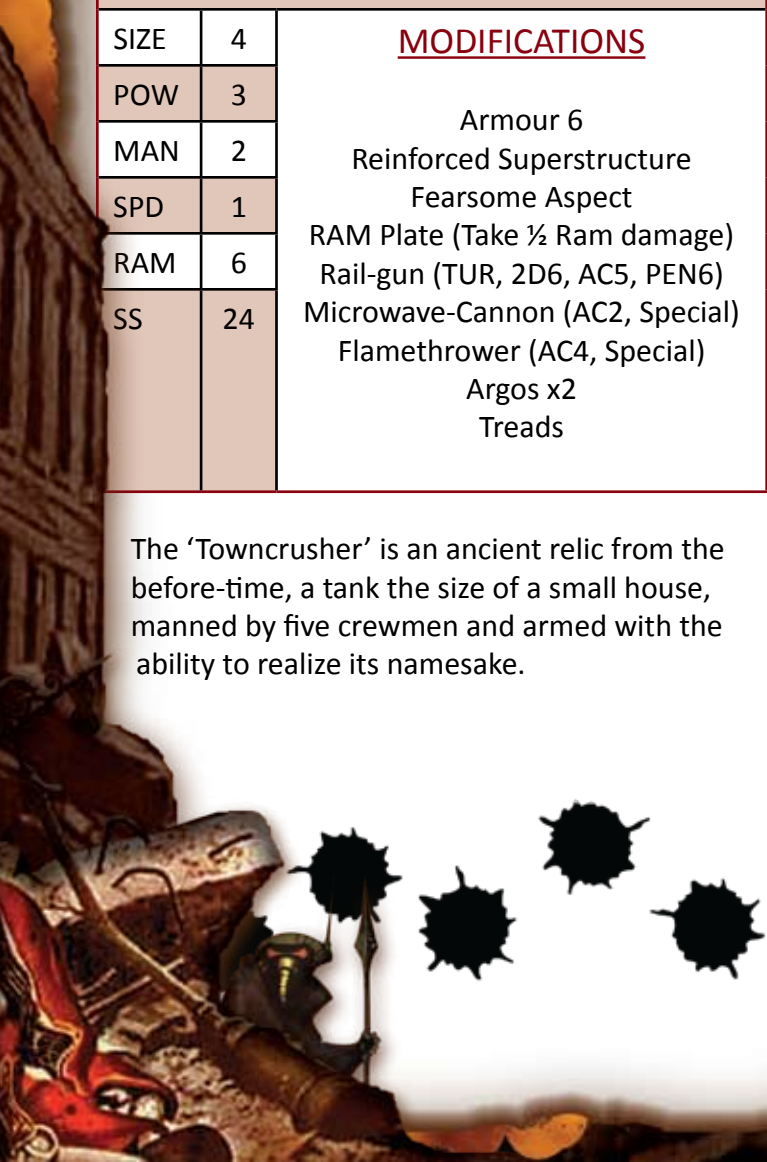 SIZE 4
POW 3
MAN 2
SPD 1
RAM 6
SS 24
MODIFICATIONS
Armour 6
Reinforced Superstructure
Fearsome Aspect
RAM Plate (Take ½ Ram damage)
Rail-gun (TUR, 2D6, AC5, PEN6)
Microwave-Cannon (AC2, Special)
Flamethrower (AC4, Special)
Argos x2
Treads
The ‘Towncrusher’ is an ancient relic from the
before-time, a tank the size of a small house,
manned by five crewmen and armed with the
ability to realize its namesake.